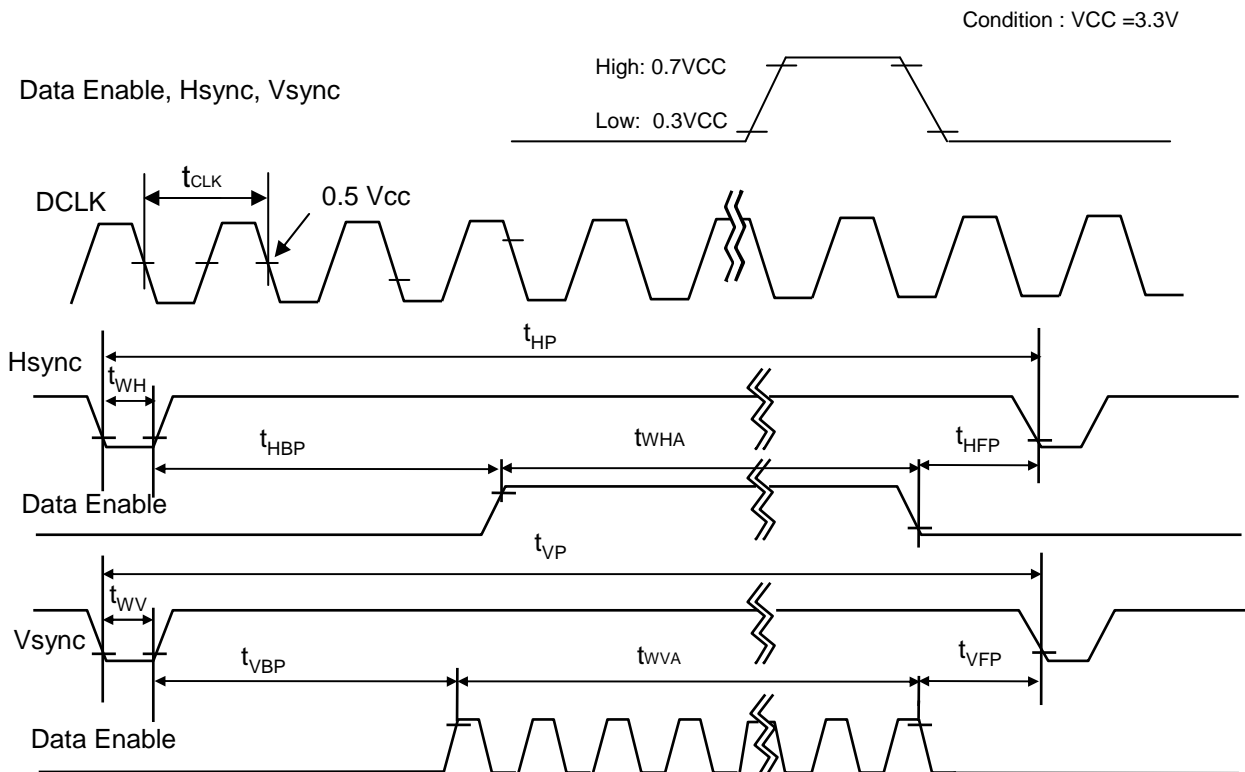 Condition : VCC =3.3V
High: 0.7VCC
Data Enable, Hsync, Vsync
Low: 0.3VCC
tCLK
DCLK
0.5 Vcc
tHP
Hsync
tWH
tHBP
tWHA
tHFP
Data Enable
tVP
tWV
Vsync
tVBP
tWVA
tVFP
Data Enable